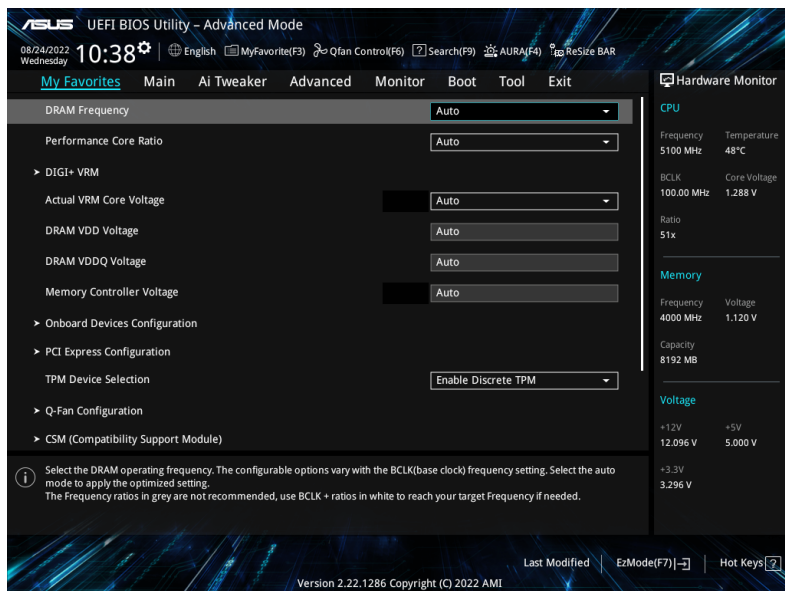 ASUS UEFI BIOS Utility – Advanced Mode
08/24/2022 Wednesday 10:38 English MyFavorite(F3) Qfan Control(F6) ? Search(F9) AURA(F4) ReSize BAR
My Favorites Main Ai Tweaker Advanced Monitor Boot Tool Exit
DRAM Frequency Auto
Performance Core Ratio Auto
> DIGI+ VRM
Actual VRM Core Voltage Auto
DRAM VDD Voltage Auto
DRAM VDDQ Voltage Auto
Memory Controller Voltage Auto
> Onboard Devices Configuration
> PCI Express Configuration
TPM Device Selection Enable Discrete TPM
> Q-Fan Configuration
> CSM (Compatibility Support Module)
Hardware Monitor
CPU
Frequency Temperature
5100 MHz 48°C
BCLK Core Voltage
100.00 MHz 1.288 V
Ratio
51x
Memory
Frequency Voltage
4000 MHz 1.120 V
Capacity
8192 MB
Voltage
+12V +5V
12.096 V 5.000 V
+3.3V
3.296 V
i Select the DRAM operating frequency. The configurable options vary with the BCLK(base clock) frequency setting. Select the auto
mode to apply the optimized setting.
The Frequency ratios in grey are not recommended, use BCLK + ratios in white to reach your target Frequency if needed.
Last Modified EzMode(F7) Hot Keys ?
Version 2.22.1286 Copyright (C) 2022 AMI